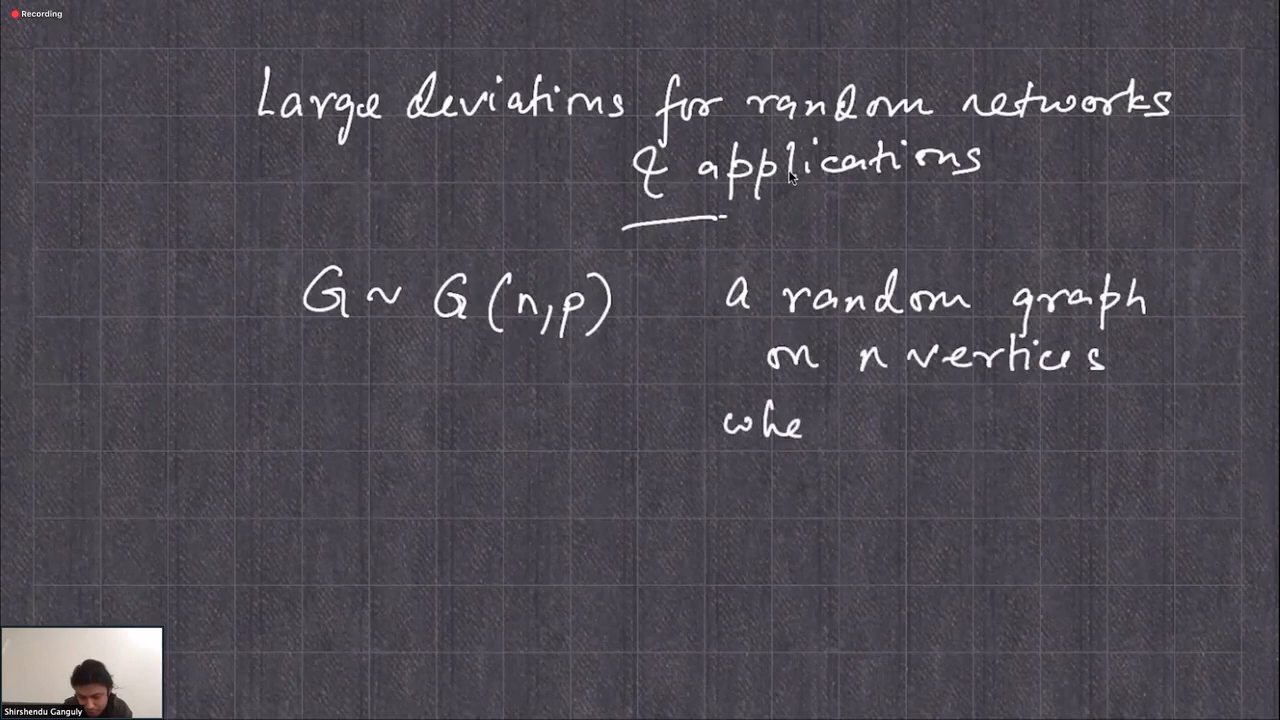 Recording
Large deviations for random networks
& applications
G ~ G(n,p) a random graph
on n vertices
whe
Shirshendu Ganguly